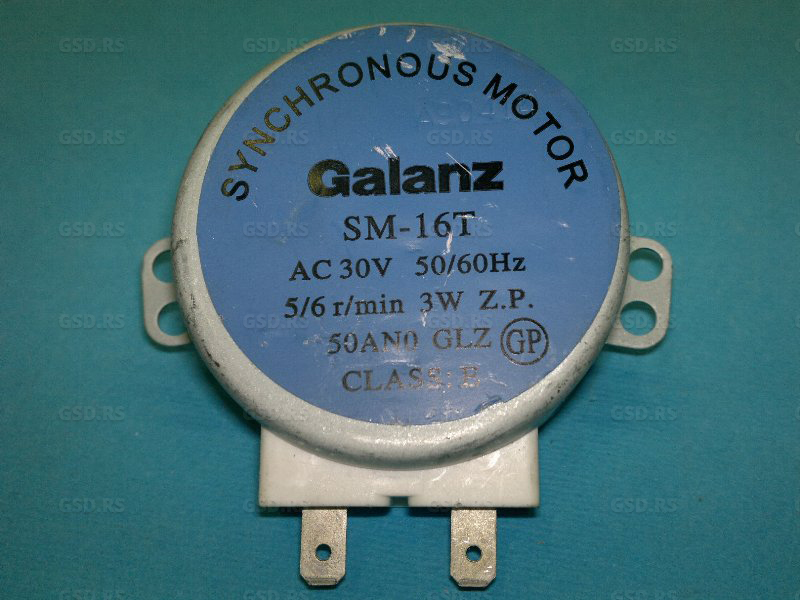 SYNCHRONOUS MOTOR
Galanz
SM-16T
AC 30V 50/60Hz
5/6 r/min 3W Z.P.
50AN0 GLZ GP
CLASS: E
GSD.RS